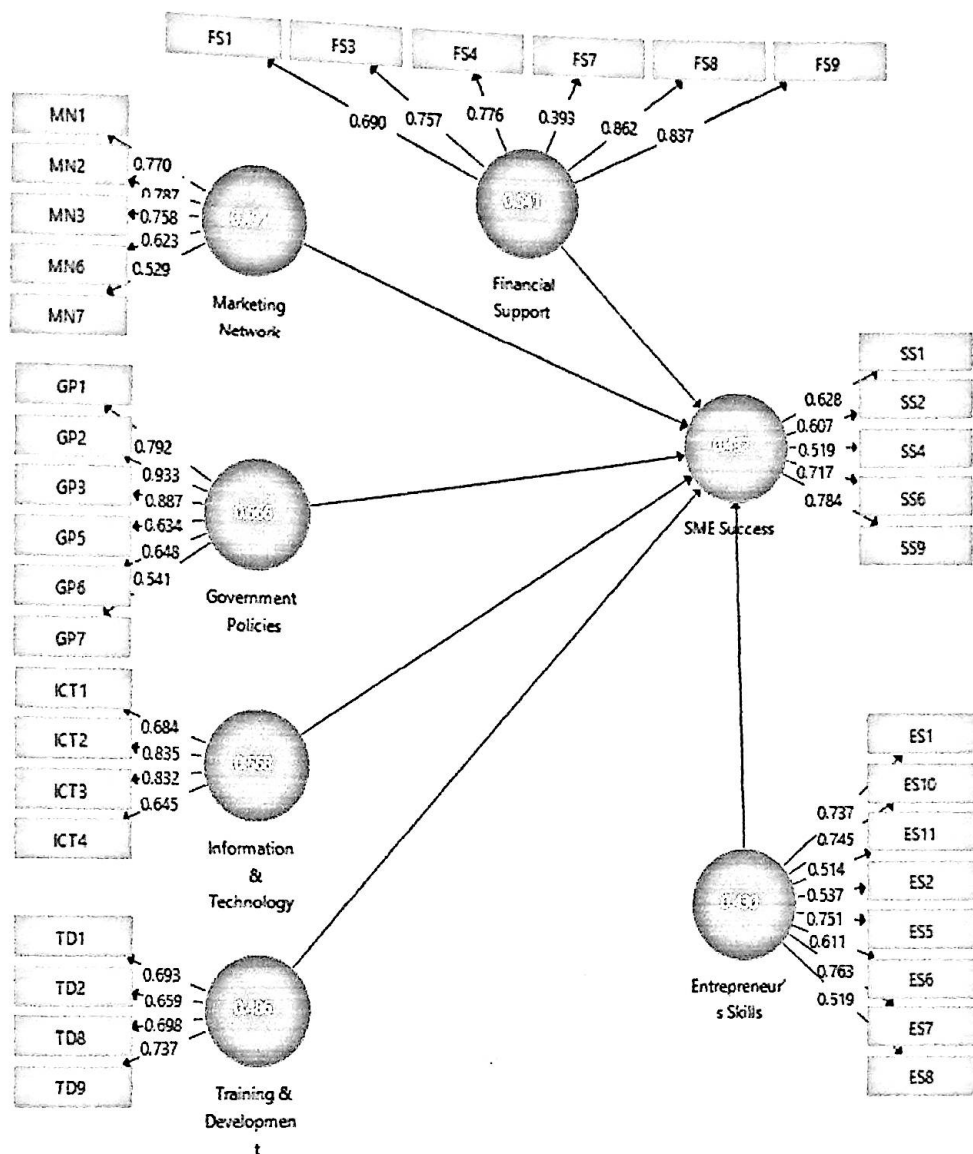 FS1
FS3
FS4
FS7
FS8
FS9
0.690
0.757
0.776
0.393
0.862
0.837
Financial
Support
MN1
MN2
MN3
MN6
MN7
0.770
0.787
0.758
0.623
0.529
Marketing
Network
GP1
GP2
GP3
GP5
GP6
GP7
0.792
0.933
0.887
0.634
0.648
0.541
Government
Policies
ICT1
ICT2
ICT3
ICT4
0.684
0.835
0.832
0.645
Information
&
Technology
TD1
TD2
TD8
TD9
0.693
0.659
0.698
0.737
Training &
Developmen
t
SME Success
0.628
0.607
0.519
0.717
0.784
SS1
SS2
SS4
SS6
SS9
Entrepreneur'
s Skills
0.737
0.745
0.514
0.537
0.751
0.611
0.763
0.519
ES1
ES10
ES11
ES2
ES5
ES6
ES7
ES8